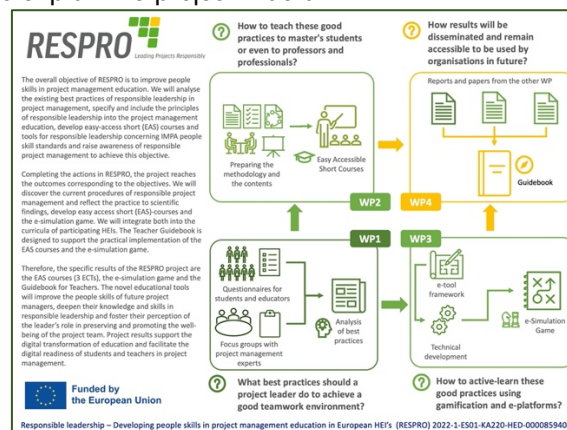 RESPRO
Leading Projects Responsibly
The overall objective of RESPRO is to improve people
skills in project management education. We will analyse
the existing best practices of responsible leadership in
project management, specify and include the principles
of responsible leadership into the project management
education, develop easy-access short (EAS) courses and
tools for responsible leadership concerning IMPA people
skill standards and raise awareness of responsible
project management to achieve this objective.
Completing the actions in RESPRO, the project reaches
the outcomes corresponding to the objectives. We will
discover the current procedures of responsible project
management and reflect the practice to scientific
findings, develop easy access short (EAS)-courses and
the e-simulation game. We will integrate both into the
curricula of participating HEIs. The Teacher Guidebook is
designed to support the practical implementation of the
EAS courses and the e-simulation game.
Therefore, the specific results of the RESPRO project are
the EAS courses (3 ECTs), the e-simulation game and the
Guidebook for Teachers. The novel educational tools
will improve the people skills of future project
managers, deepen their knowledge and skills in
responsible leadership and foster their perception of
the leader's role in preserving and promoting the well-
being of the project team. Project results support the
digital transformation of education and facilitate the
digital readiness of students and teachers in project
management.
Funded by
the European Union
How to teach these good
practices to master's students
or even to professors and
professionals?
Preparing the
methodology and
the contents
Easy Accessible
Short Courses
WP2
How results will be
disseminated and remain
accessible to be used by
organisations in future?
Reports and papers from the other WP
Guidebook
WP4
WP1
Questionnaires for
students and educators
Focus groups with
project management
experts
Analysis
of best
practices
What best practices should a
project leader do to achieve a
good teamwork environment?
WP3
e-tool
framework
Technical
development
e-Simulation
Game
How to active-learn these
good practices using
gamification and e-platforms?
Responsible leadership – Developing people skills in project management education in European HEI's (RESPRO) 2022-1-ES01-KA220-HED-000085940